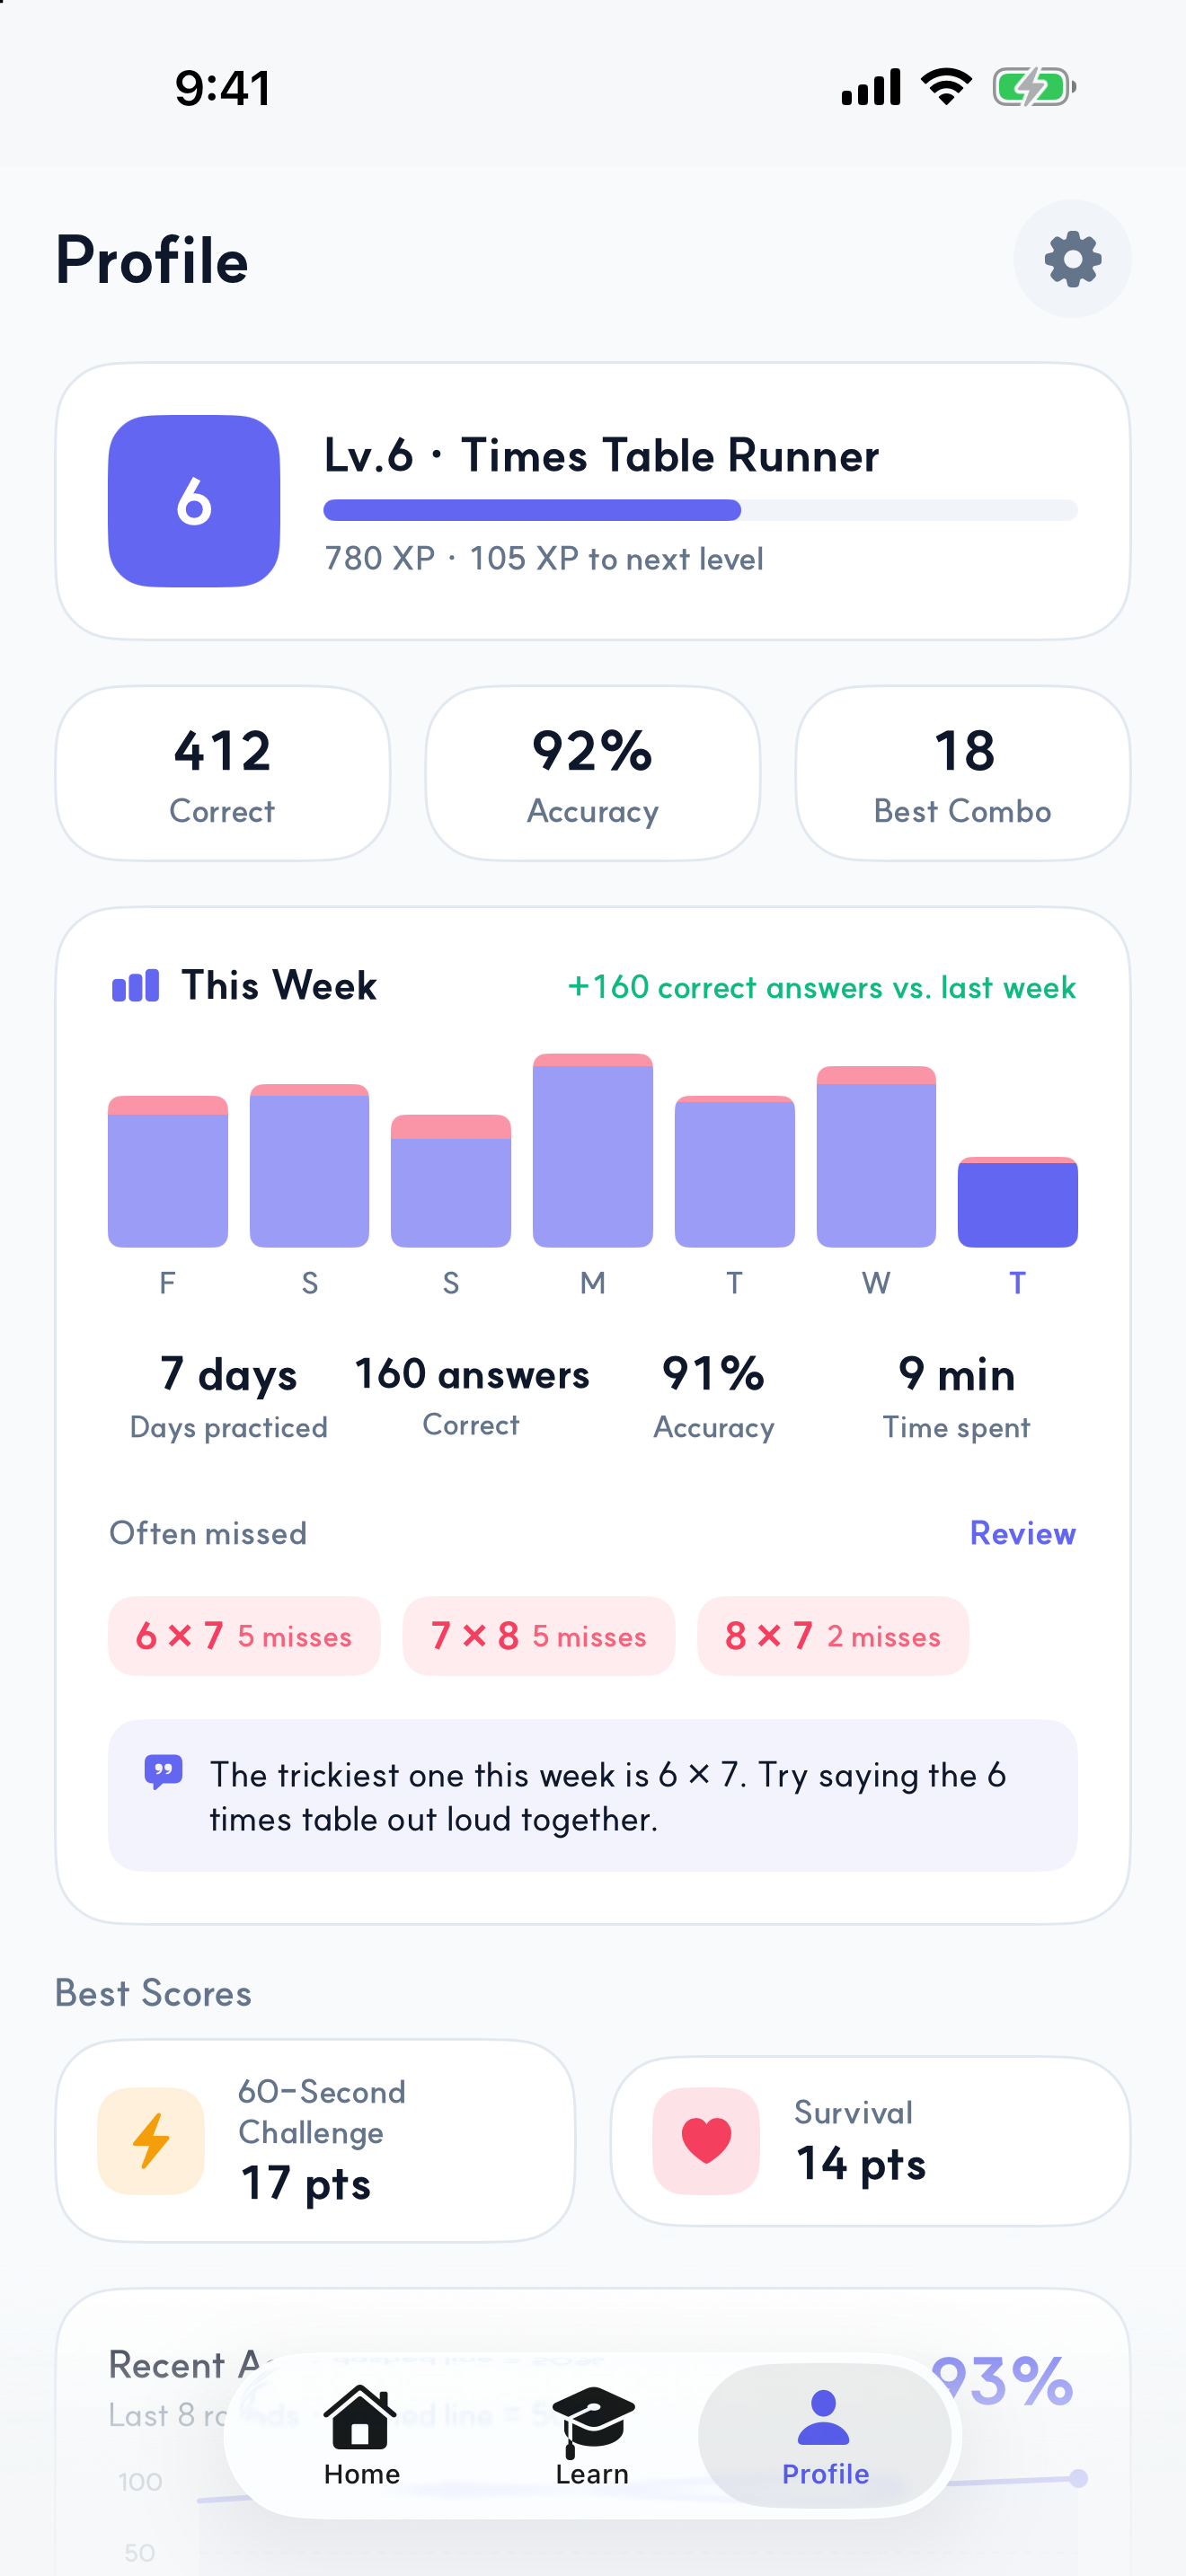 9:41
Profile
6
Lv.6 · Times Table Runner
780 XP · 105 XP to next level
412
Correct
92%
Accuracy
18
Best Combo
This Week
+160 correct answers vs. last week
F S S M T W T
7 days
Days practiced
160 answers
Correct
91%
Accuracy
9 min
Time spent
Often missed
Review
6 × 7 5 misses
7 × 8 5 misses
8 × 7 2 misses
The trickiest one this week is 6 × 7. Try saying the 6
times table out loud together.
Best Scores
60-Second
Challenge
17 pts
Survival
14 pts
Recent
93%
Last 8
100
50
Home
Learn
Profile